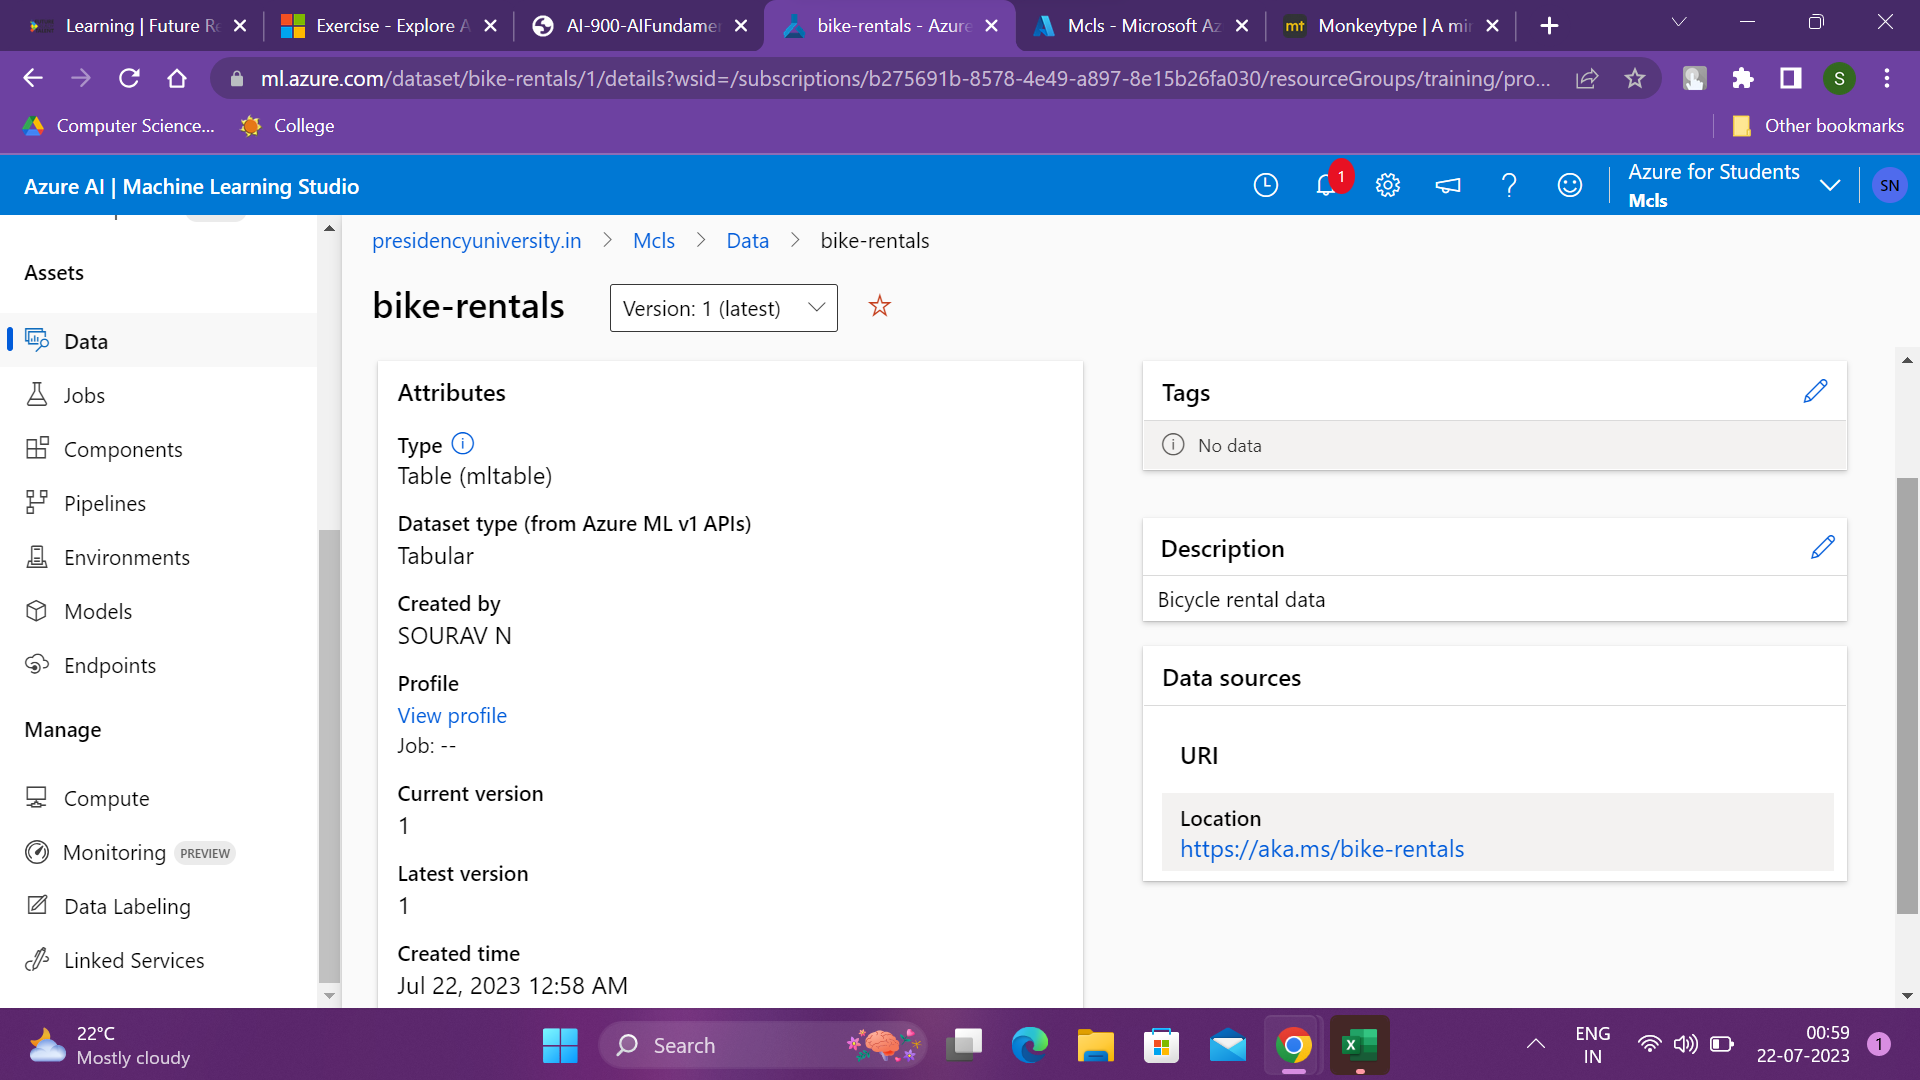 Learning | Future Re
Exercise - Explore A
AI-900-AIFundamen
bike-rentals - Azure
Mcls - Microsoft Az
mt Monkeytype | A min
ml.azure.com/dataset/bike-rentals/1/details?wsid=/subscriptions/b275691b-8578-4e49-a897-8e15b26fa030/resourceGroups/training/pro...
S
Computer Science...
College
Other bookmarks
Azure AI | Machine Learning Studio
1
Azure for Students
Mcls
SN
Assets
Data
Jobs
Components
Pipelines
Environments
Models
Endpoints
Manage
Compute
Monitoring PREVIEW
Data Labeling
Linked Services
presidencyuniversity.in > Mcls > Data > bike-rentals
bike-rentals
Version: 1 (latest)
Attributes
Type
Table (mltable)
Dataset type (from Azure ML v1 APIs)
Tabular
Created by
SOURAV N
Profile
View profile
Job: --
Current version
1
Latest version
1
Created time
Jul 22, 2023 12:58 AM
Tags
No data
Description
Bicycle rental data
Data sources
URI
Location
https://aka.ms/bike-rentals
22°C
Mostly cloudy
Search
ENG
IN
00:59
22-07-2023
1